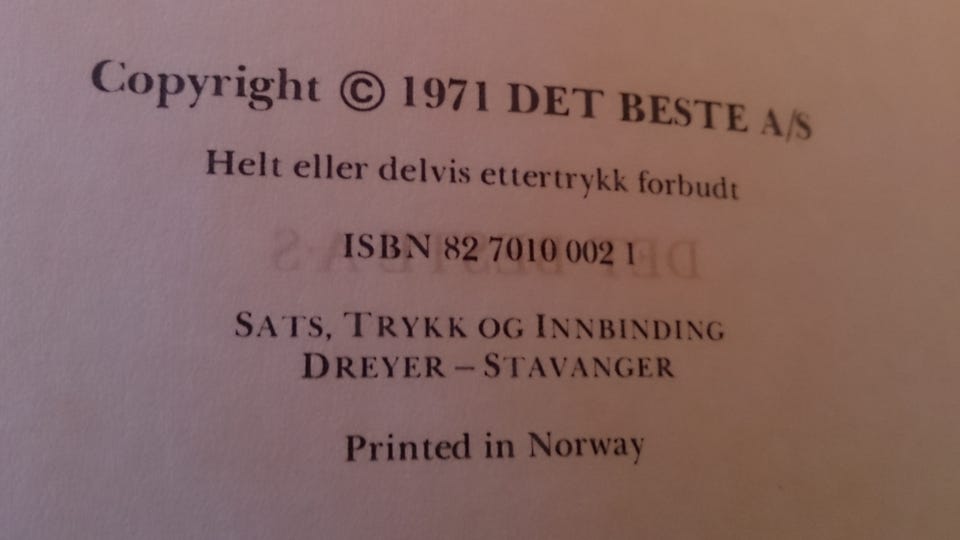 Copyright © 1971 DET BESTE A/S
Helt eller delvis ettertrykk forbudt
ISBN 82 7010 002 1
SATS, TRYKK OG INNBINDING
DREYER – STAVANGER
Printed in Norway